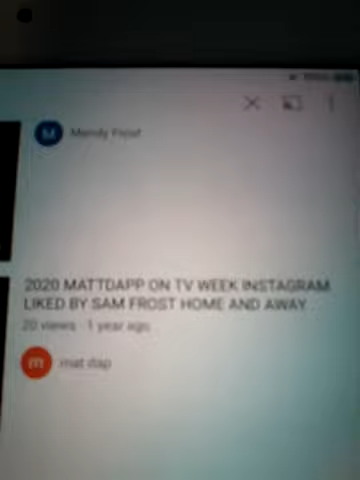 M Mandy Frost
2020 MATTDAPP ON TV WEEK INSTAGRAM
LIKED BY SAM FROST HOME AND AWAY .
20 views · 1 year ago
m mat dap